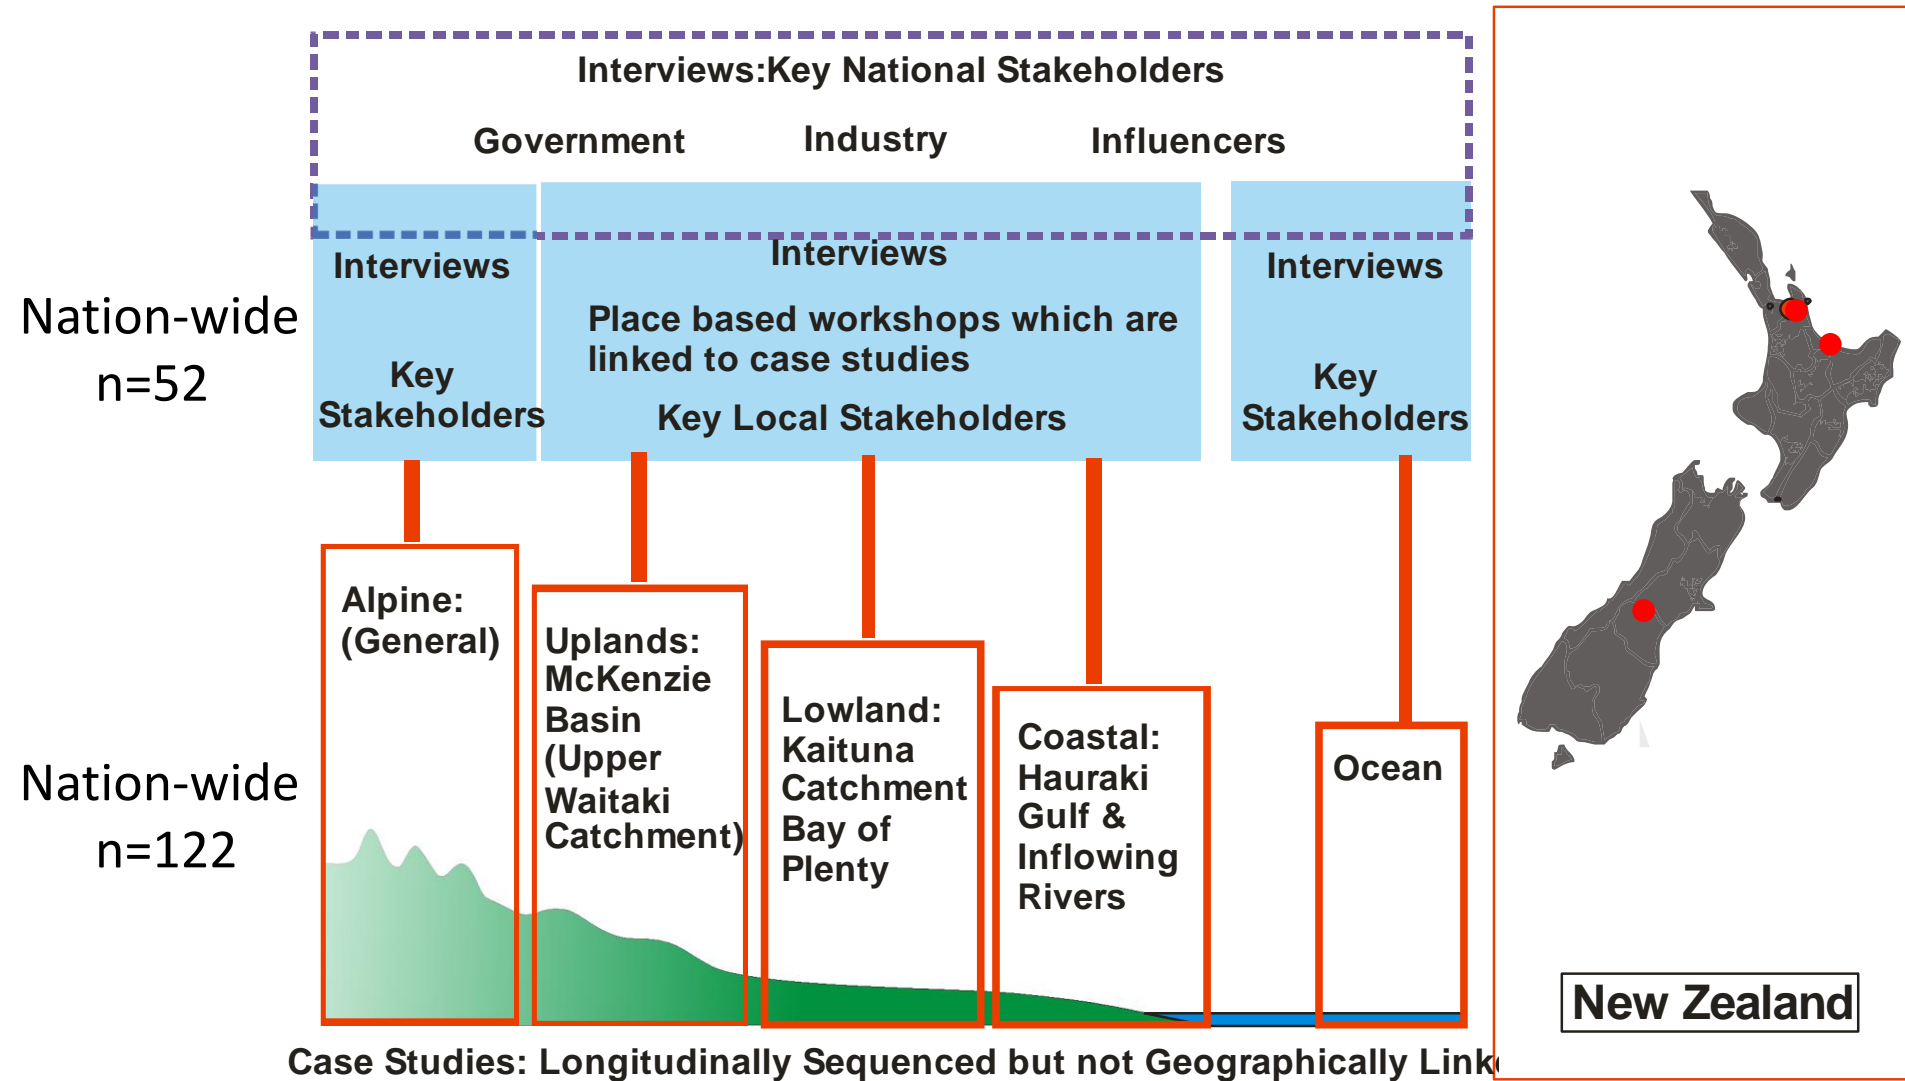 Interviews:Key National Stakeholders
Government Industry Influencers
Nation-wide
n=52
Interviews
Key
Stakeholders
Interviews
Place based workshops which are
linked to case studies
Key Local Stakeholders
Interviews
Key
Stakeholders
Nation-wide
n=122
Alpine:
(General)
Uplands:
McKenzie
Basin
(Upper
Waitaki
Catchment)
Lowland:
Kaituna
Catchment
Bay of
Plenty
Coastal:
Hauraki
Gulf &
Inflowing
Rivers
Ocean
Case Studies: Longitudinally Sequenced but not Geographically
New Zealand